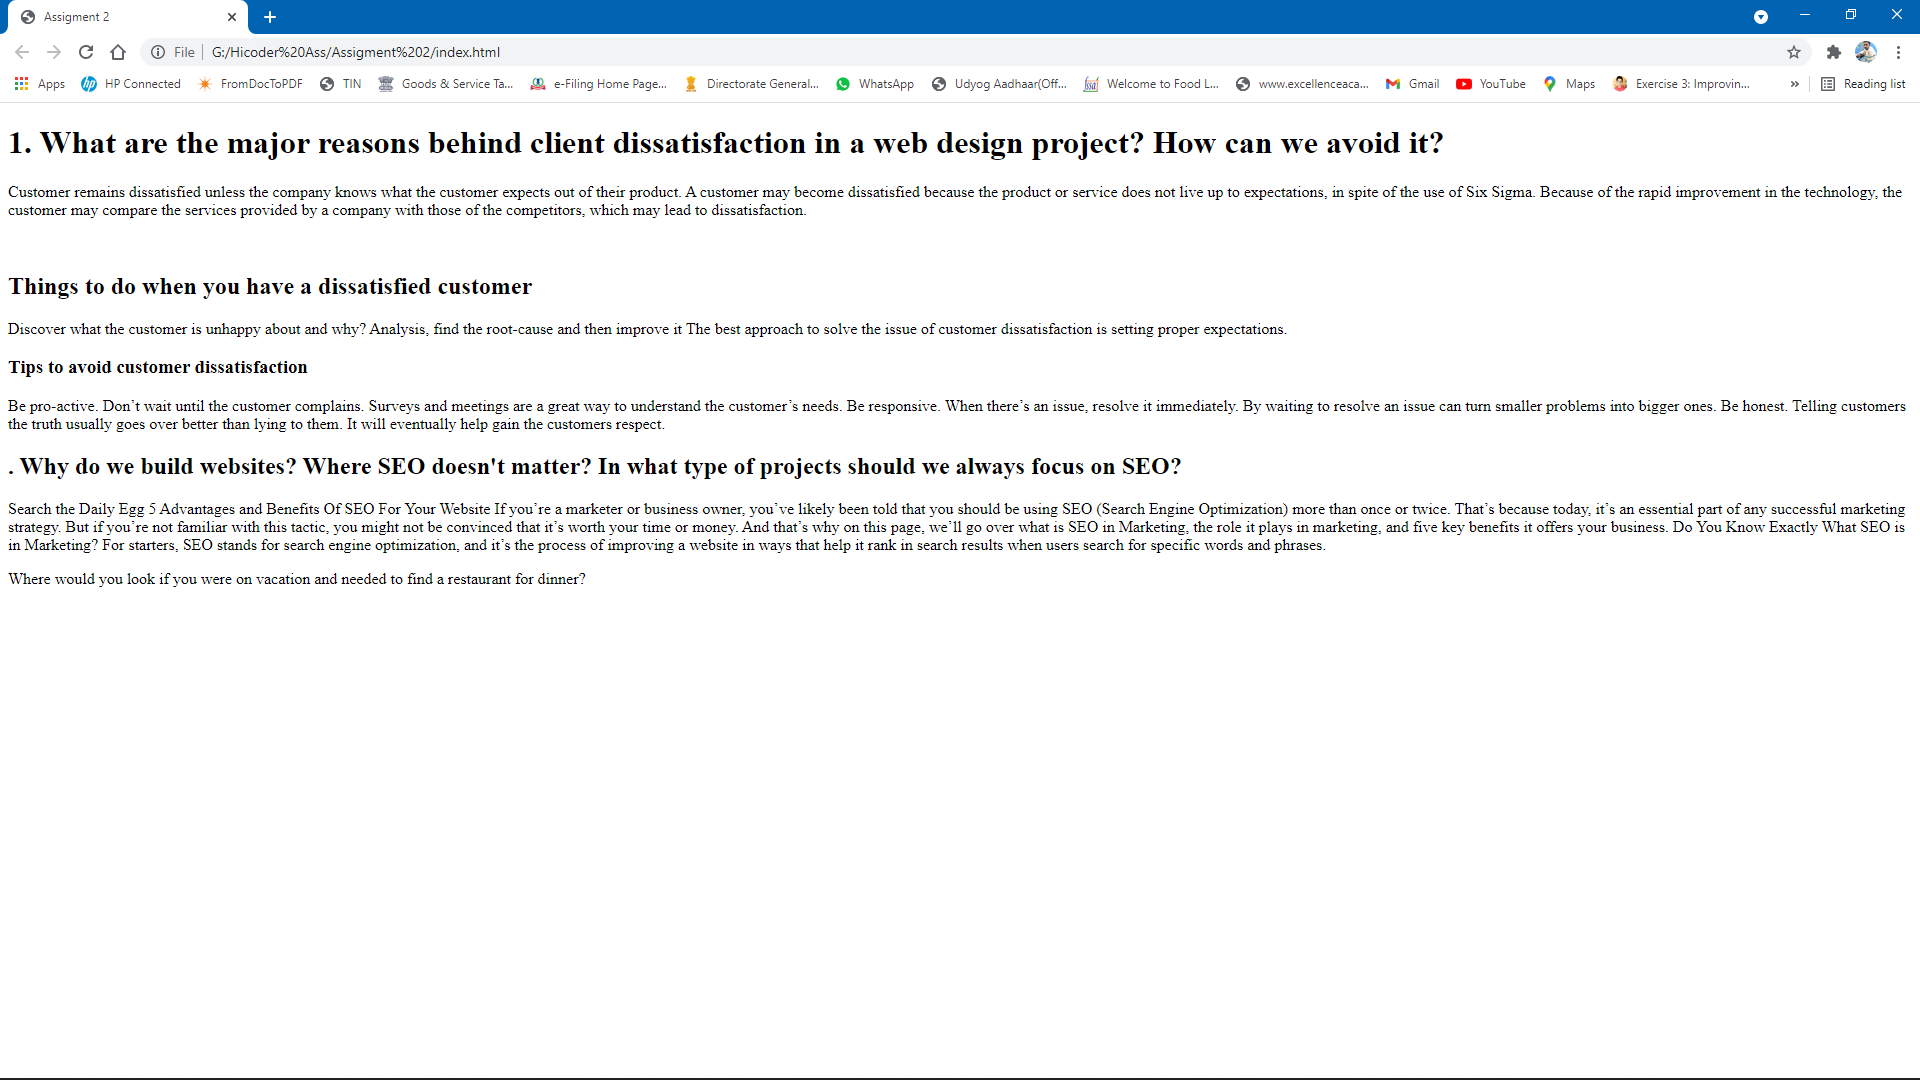 Assigment 2
File
G:/Hicoder%20Ass/Assigment%202/index.html
Apps HP Connected FromDocToPDF TIN Goods & Service Ta... e-Filing Home Page... Directorate General... WhatsApp Udyog Aadhaar(Off... Welcome to Food L... www.excellenceaca... Gmail YouTube Maps Exercise 3: Improvin... » Reading list
1. What are the major reasons behind client dissatisfaction in a web design project? How can we avoid it?
Customer remains dissatisfied unless the company knows what the customer expects out of their product. A customer may become dissatisfied because the product or service does not live up to expectations, in spite of the use of Six Sigma. Because of the rapid improvement in the technology, the
customer may compare the services provided by a company with those of the competitors, which may lead to dissatisfaction.
Things to do when you have a dissatisfied customer
Discover what the customer is unhappy about and why? Analysis, find the root-cause and then improve it The best approach to solve the issue of customer dissatisfaction is setting proper expectations.
Tips to avoid customer dissatisfaction
Be pro-active. Don’t wait until the customer complains. Surveys and meetings are a great way to understand the customer’s needs. Be responsive. When there’s an issue, resolve it immediately. By waiting to resolve an issue can turn smaller problems into bigger ones. Be honest. Telling customers
the truth usually goes over better than lying to them. It will eventually help gain the customers respect.
. Why do we build websites? Where SEO doesn't matter? In what type of projects should we always focus on SEO?
Search the Daily Egg 5 Advantages and Benefits Of SEO For Your Website If you’re a marketer or business owner, you’ve likely been told that you should be using SEO (Search Engine Optimization) more than once or twice. That’s because today, it’s an essential part of any successful marketing
strategy. But if you’re not familiar with this tactic, you might not be convinced that it’s worth your time or money. And that’s why on this page, we’ll go over what is SEO in Marketing, the role it plays in marketing, and five key benefits it offers your business. Do You Know Exactly What SEO is
in Marketing? For starters, SEO stands for search engine optimization, and it’s the process of improving a website in ways that help it rank in search results when users search for specific words and phrases.
Where would you look if you were on vacation and needed to find a restaurant for dinner?